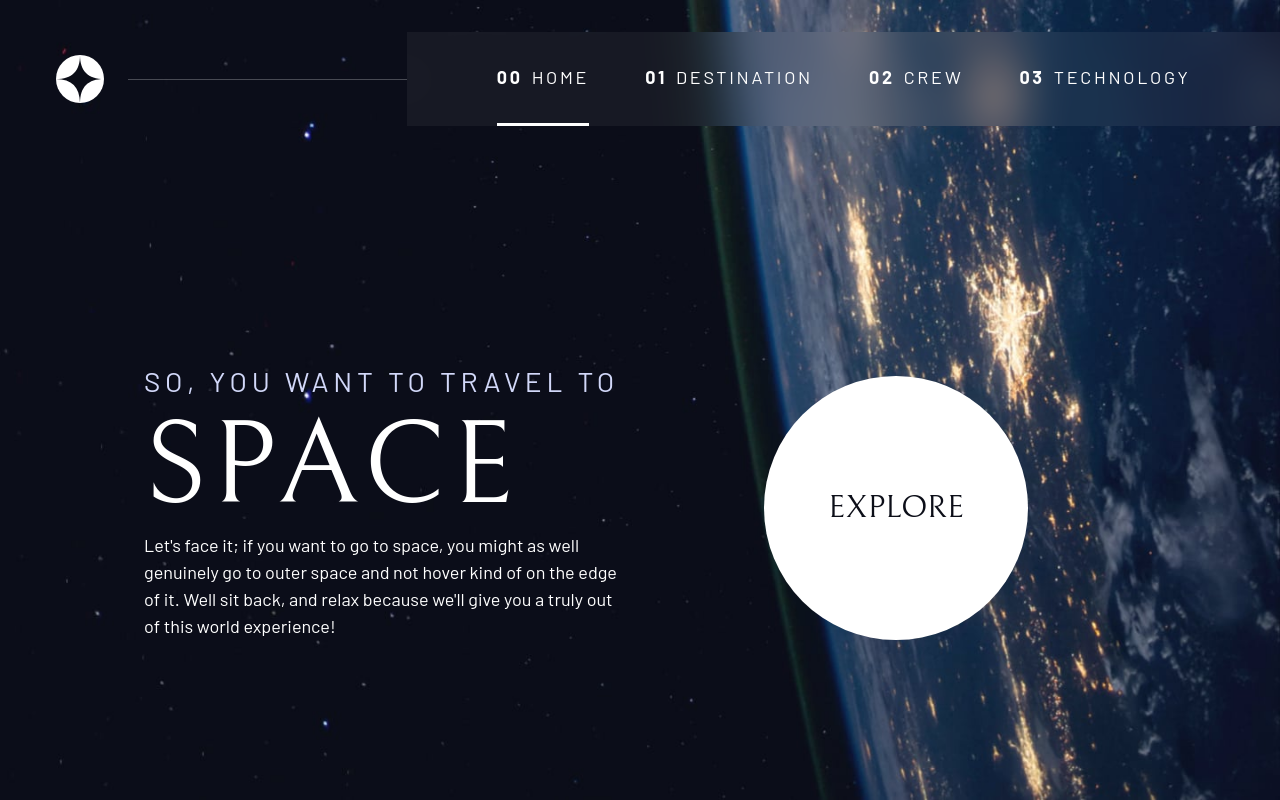 00 HOME 01 DESTINATION 02 CREW 03 TECHNOLOGY
SO, YOU WANT TO TRAVEL TO
SPACE
Let's face it; if you want to go to space, you might as well
genuinely go to outer space and not hover kind of on the edge
of it. Well sit back, and relax because we'll give you a truly out
of this world experience!
EXPLORE